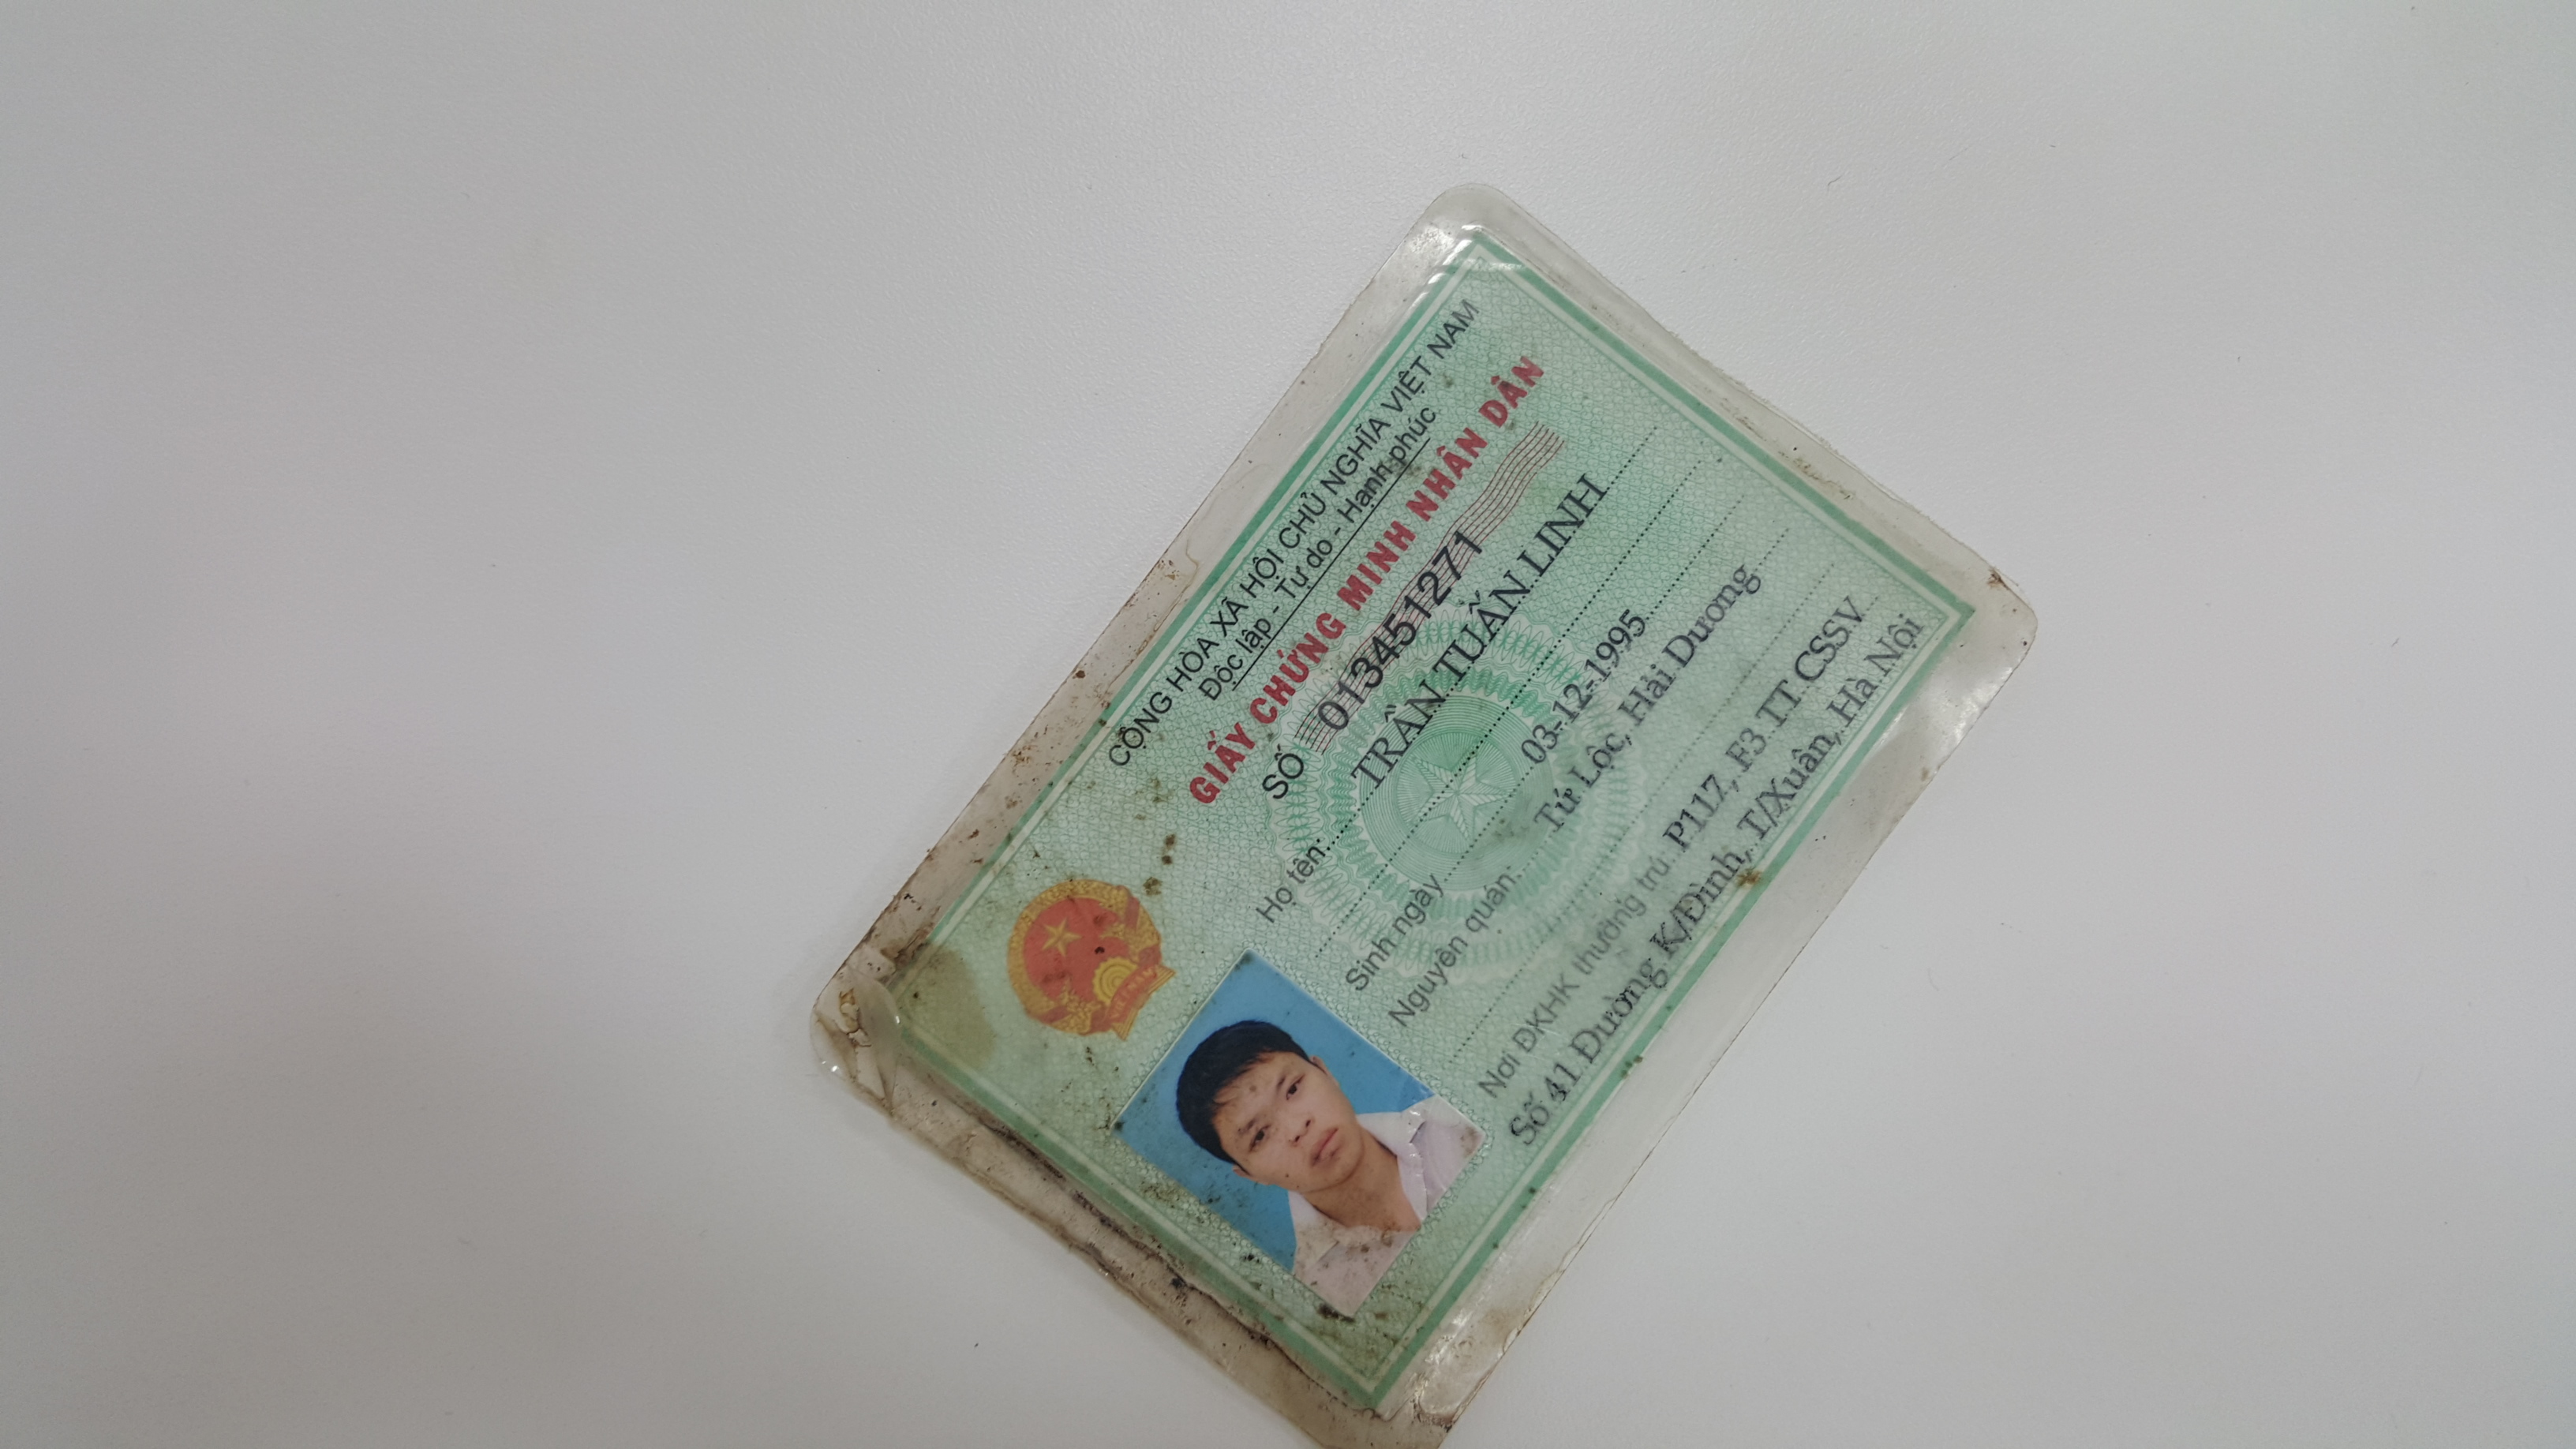 CỘNG HÒA XÃ HỘI CHỦ NGHĨA VIỆT NAM
Độc lập - Tự do - Hạnh phúc
GIẤY CHỨNG MINH NHÂN DÂN
SỐ 013451271
Họ tên: TRẦN TUẤN LINH
Sinh ngày 03-12-1995
Nguyên quán: Tứ Lộc, Hải Dương
Nơi ĐKHK thường trú: P117, F3 TT CSSV
Số 41 Đường K/Đình, T/Xuân, Hà Nội
VIỆT NAM